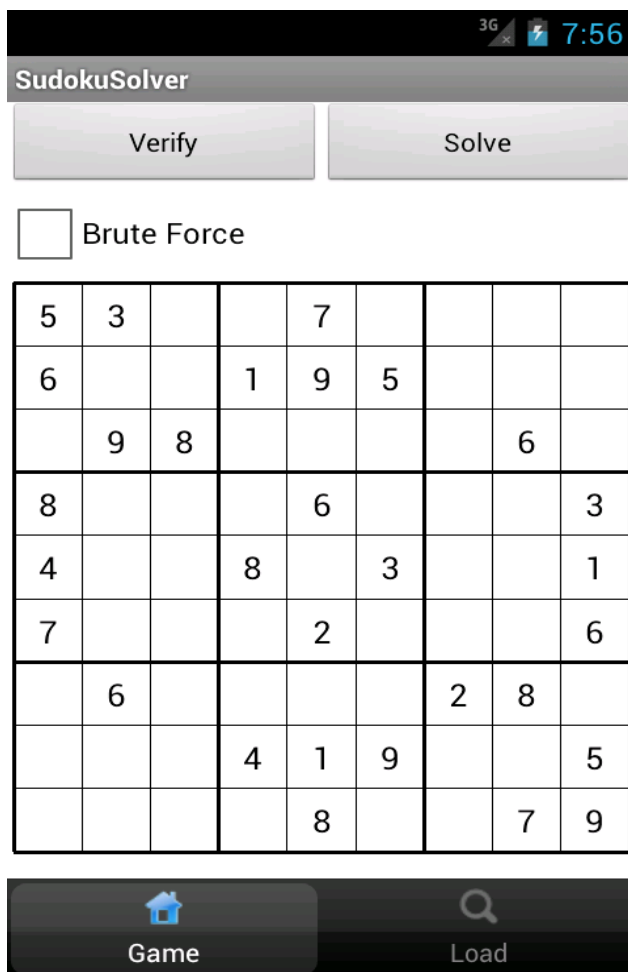 3G 7:56
SudokuSolver
Verify Solve
Brute Force
5 3 7
6 1 9 5
9 8 6
8 6 3
4 8 3 1
7 2 6
6 2 8
4 1 9 5
8 7 9
Game Load